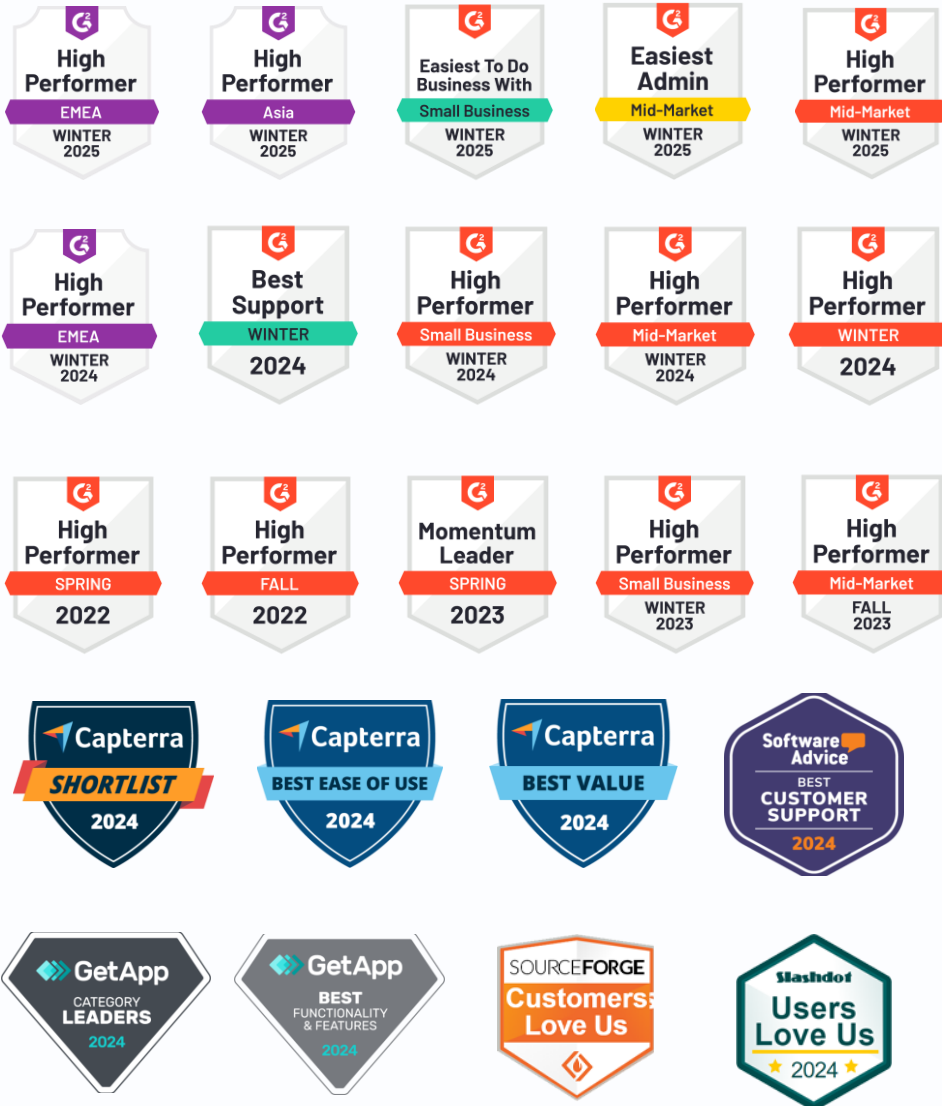 High
Performer
EMEA
WINTER
2025
High
Performer
Asia
WINTER
2025
Easiest To Do
Business With
Small Business
WINTER
2025
Easiest
Admin
Mid-Market
WINTER
2025
High
Performer
Mid-Market
WINTER
2025
High
Performer
EMEA
WINTER
2024
Best
Support
WINTER
2024
High
Performer
Small Business
WINTER
2024
High
Performer
Mid-Market
WINTER
2024
High
Performer
WINTER
2024
High
Performer
SPRING
2022
High
Performer
FALL
2022
Momentum
Leader
SPRING
2023
High
Performer
Small Business
WINTER
2023
High
Performer
Mid-Market
FALL
2023
Capterra
SHORTLIST
2024
Capterra
BEST EASE OF USE
2024
Capterra
BEST VALUE
2024
Software
Advice
BEST
CUSTOMER
SUPPORT
2024
GetApp
CATEGORY
LEADERS
2024
GetApp
BEST
FUNCTIONALITY
& FEATURES
2024
SOURCEFORGE
Customers
Love Us
Slashdot
Users
Love Us
2024